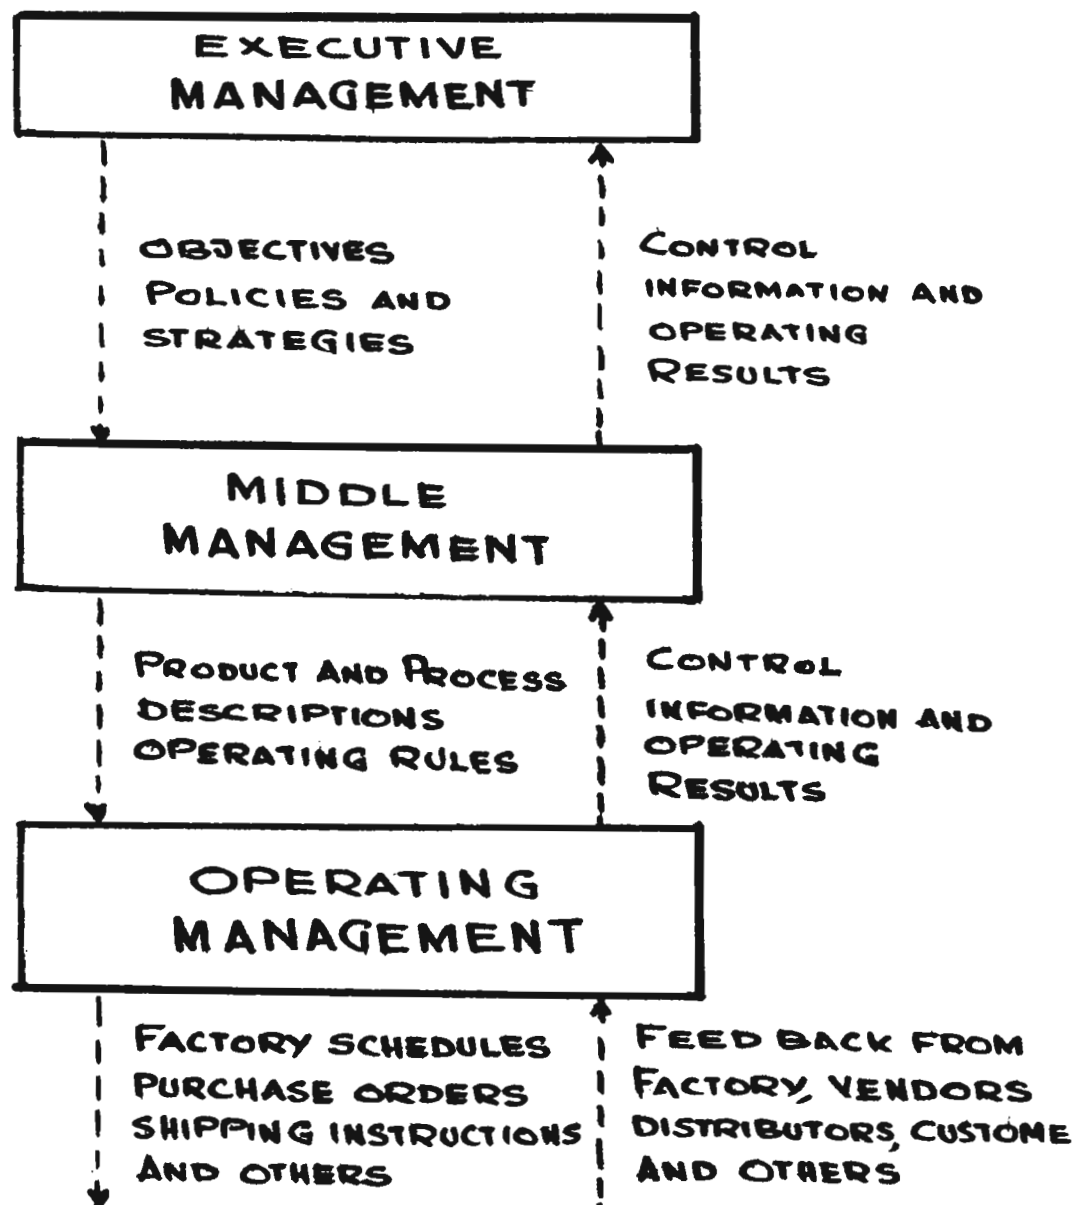 EXECUTIVE
MANAGEMENT
OBJECTIVES
POLICIES AND
STRATEGIES
CONTROL
INFORMATION AND
OPERATING
RESULTS
MIDDLE
MANAGEMENT
PRODUCT AND PROCESS
DESCRIPTIONS
OPERATING RULES
CONTROL
INFORMATION AND
OPERATING
RESULTS
OPERATING
MANAGEMENT
FACTORY SCHEDULES
PURCHASE ORDERS
SHIPPING INSTRUCTIONS
AND OTHERS
FEED BACK FROM
FACTORY, VENDORS
DISTRIBUTORS, CUSTOME
AND OTHERS